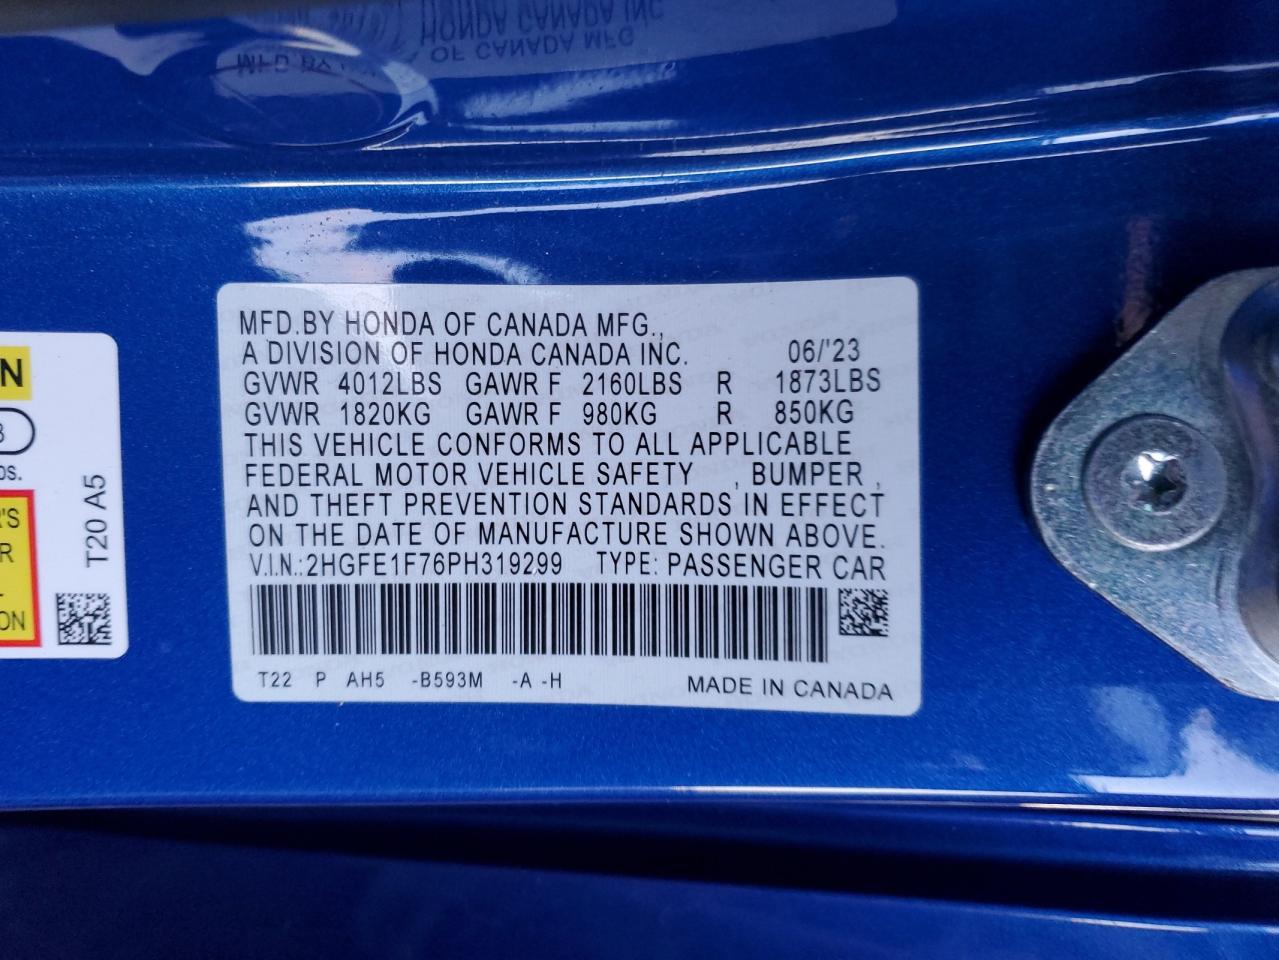 MFD.BY HONDA OF CANADA MFG.,
A DIVISION OF HONDA CANADA INC. 06/'23
GVWR 4012LBS GAWR F 2160LBS R 1873LBS
GVWR 1820KG GAWR F 980KG R 850KG
THIS VEHICLE CONFORMS TO ALL APPLICABLE
FEDERAL MOTOR VEHICLE SAFETY , BUMPER ,
AND THEFT PREVENTION STANDARDS IN EFFECT
ON THE DATE OF MANUFACTURE SHOWN ABOVE.
V.I.N.:2HGFE1F76PH319299 TYPE: PASSENGER CAR
T22 P AH5 -B593M -A -H MADE IN CANADA
T20 A5